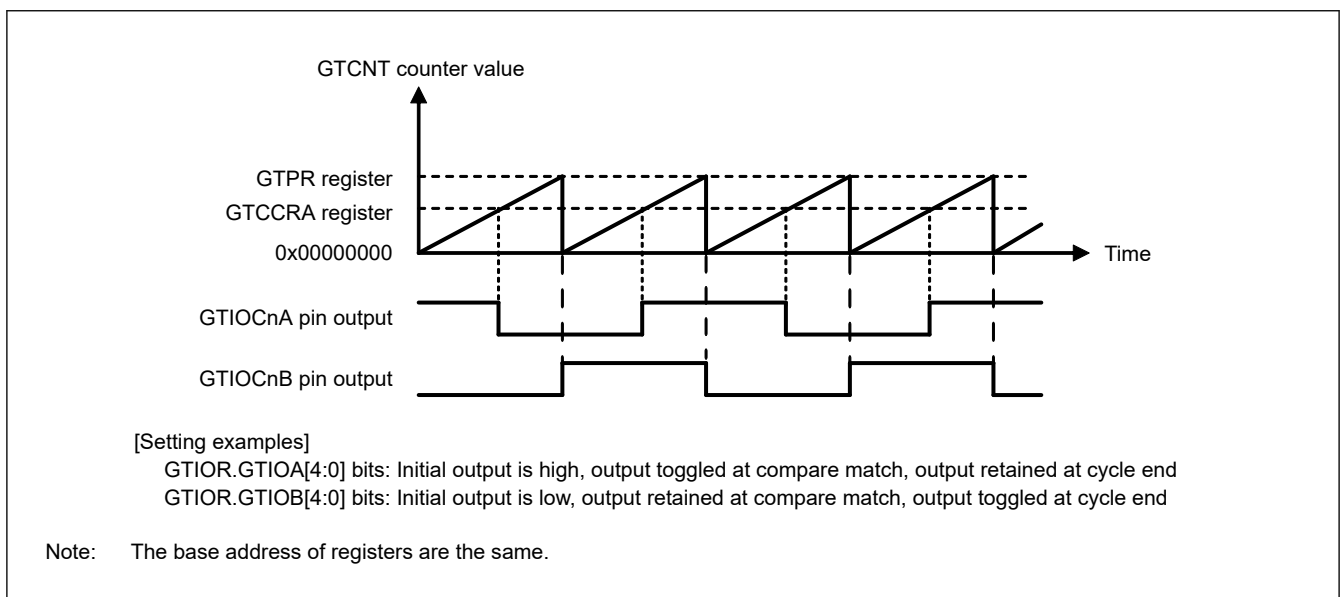 GTCNT counter value
GTPR register
GTCCRA register
0x00000000
Time
GTIOCnA pin output
GTIOCnB pin output
[Setting examples]
GTIOR.GTIOA[4:0] bits: Initial output is high, output toggled at compare match, output retained at cycle end
GTIOR.GTIOB[4:0] bits: Initial output is low, output retained at compare match, output toggled at cycle end
Note: The base address of registers are the same.